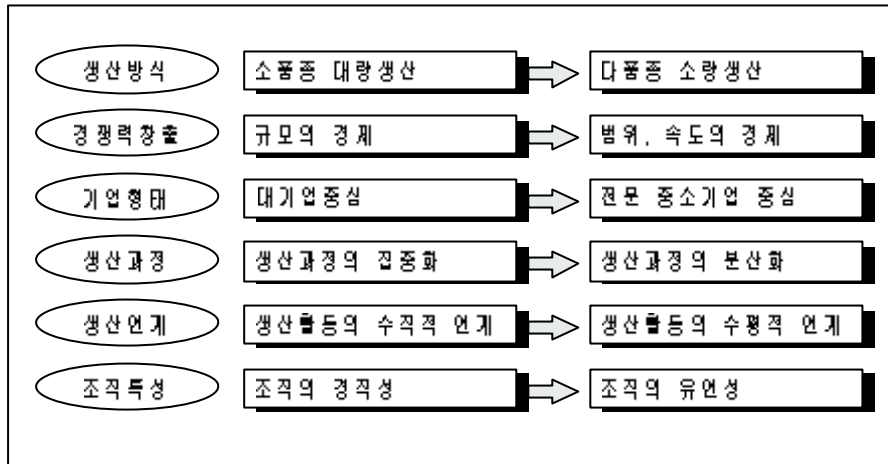 생산방식 소품종 대량생산 다품종 소량생산
경쟁력창출 규모의 경제 범위, 속도의 경제
기업형태 대기업중심 전문 중소기업 중심
생산과정 생산과정의 집중화 생산과정의 분산화
생산연계 생산활동의 수직적 연계 생산활동의 수평적 연계
조직특성 조직의 경직성 조직의 유연성